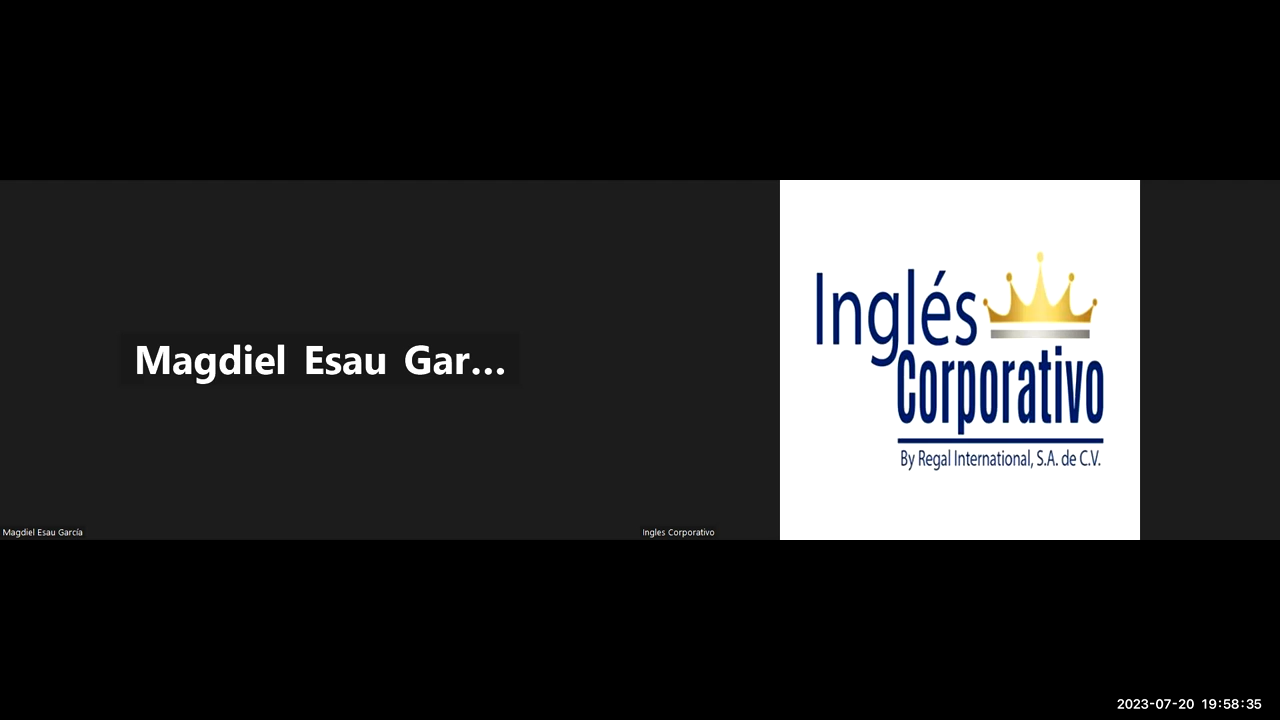 Magdiel Esau Gar...
Magdiel Esau García
Inglés
Corporativo
By Regal International, S.A. de C.V.
Ingles Corporativo
2023-07-20 19:58:35